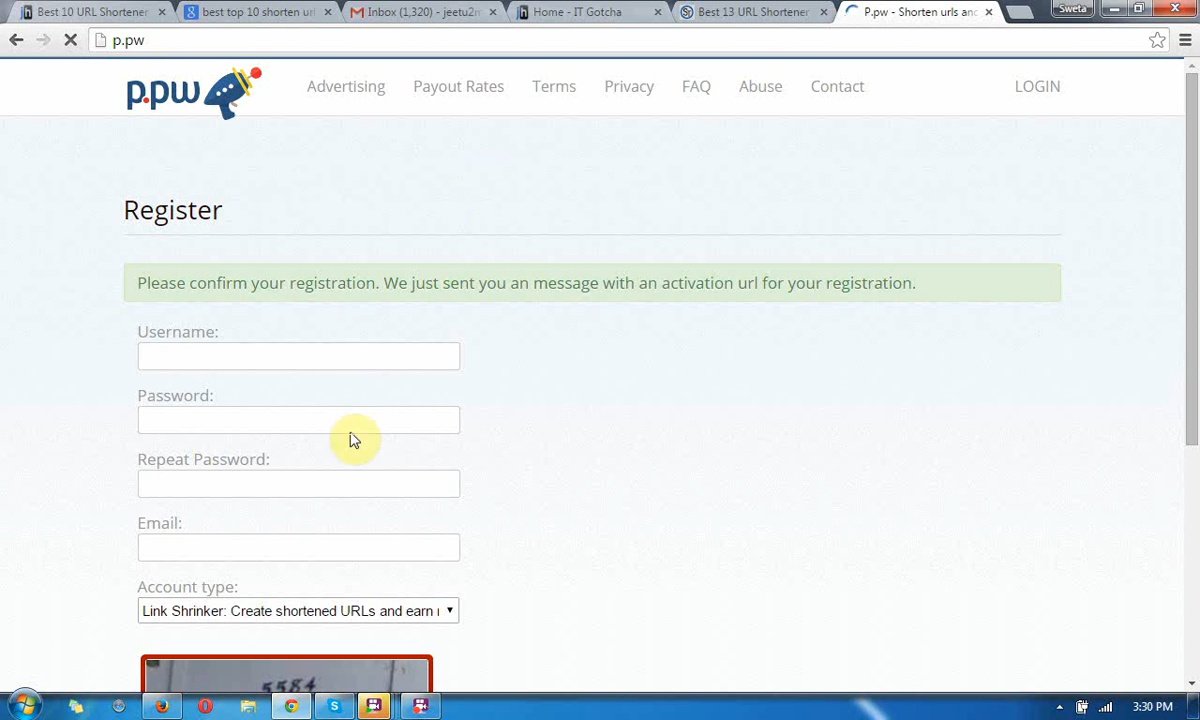 Best 10 URL Shortener
best top 10 shorten url
Inbox (1,320) - jeetu2m
Home - IT Gotcha
Best 13 URL Shortener
P.pw - Shorten urls and
Sweta
p.pw
p.pw
Advertising
Payout Rates
Terms
Privacy
FAQ
Abuse
Contact
LOGIN
Register
Please confirm your registration. We just sent you an message with an activation url for your registration.
Username:
Password:
Repeat Password:
Email:
Account type:
Link Shrinker: Create shortened URLs and earn
5584
3:30 PM